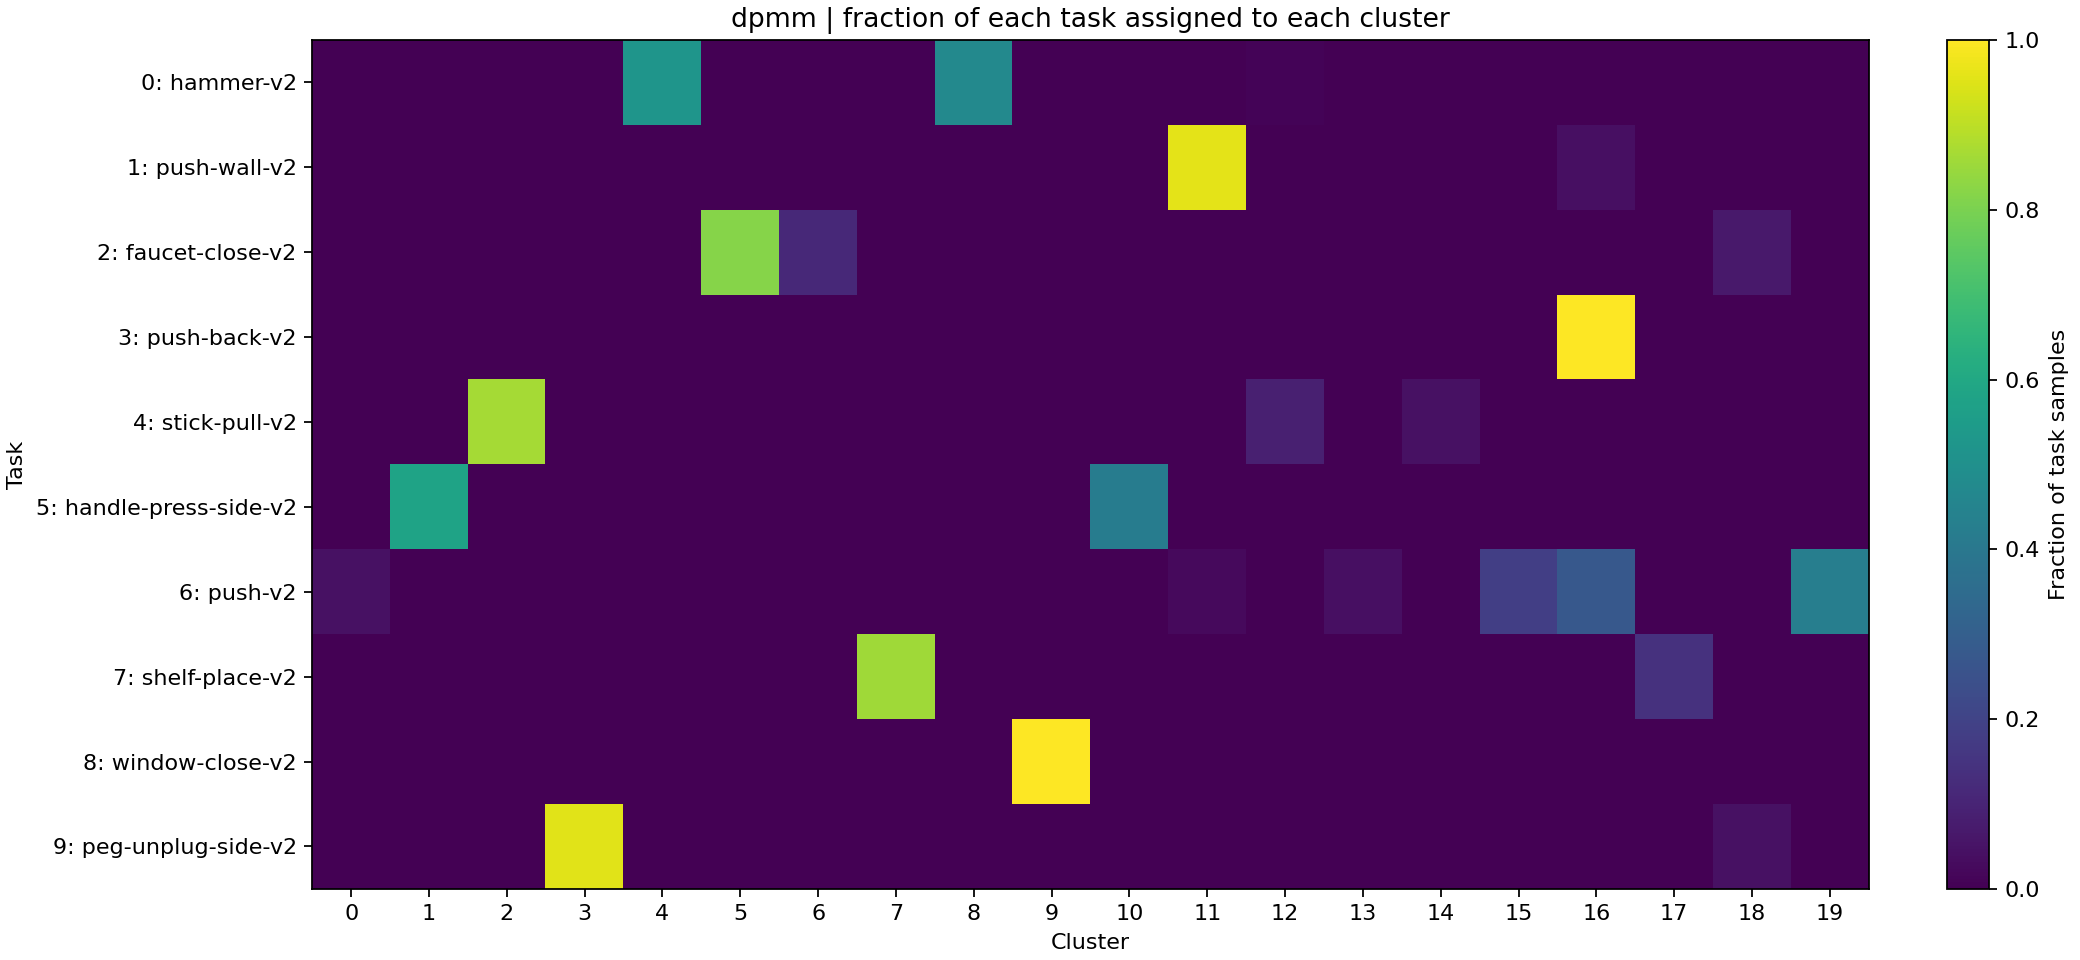 dpmm | fraction of each task assigned to each cluster
Task
0: hammer-v2
1: push-wall-v2
2: faucet-close-v2
3: push-back-v2
4: stick-pull-v2
5: handle-press-side-v2
6: push-v2
7: shelf-place-v2
8: window-close-v2
9: peg-unplug-side-v2
0 1 2 3 4 5 6 7 8 9 10 11 12 13 14 15 16 17 18 19
Cluster
1.0
0.8
0.6
0.4
0.2
0.0
Fraction of task samples